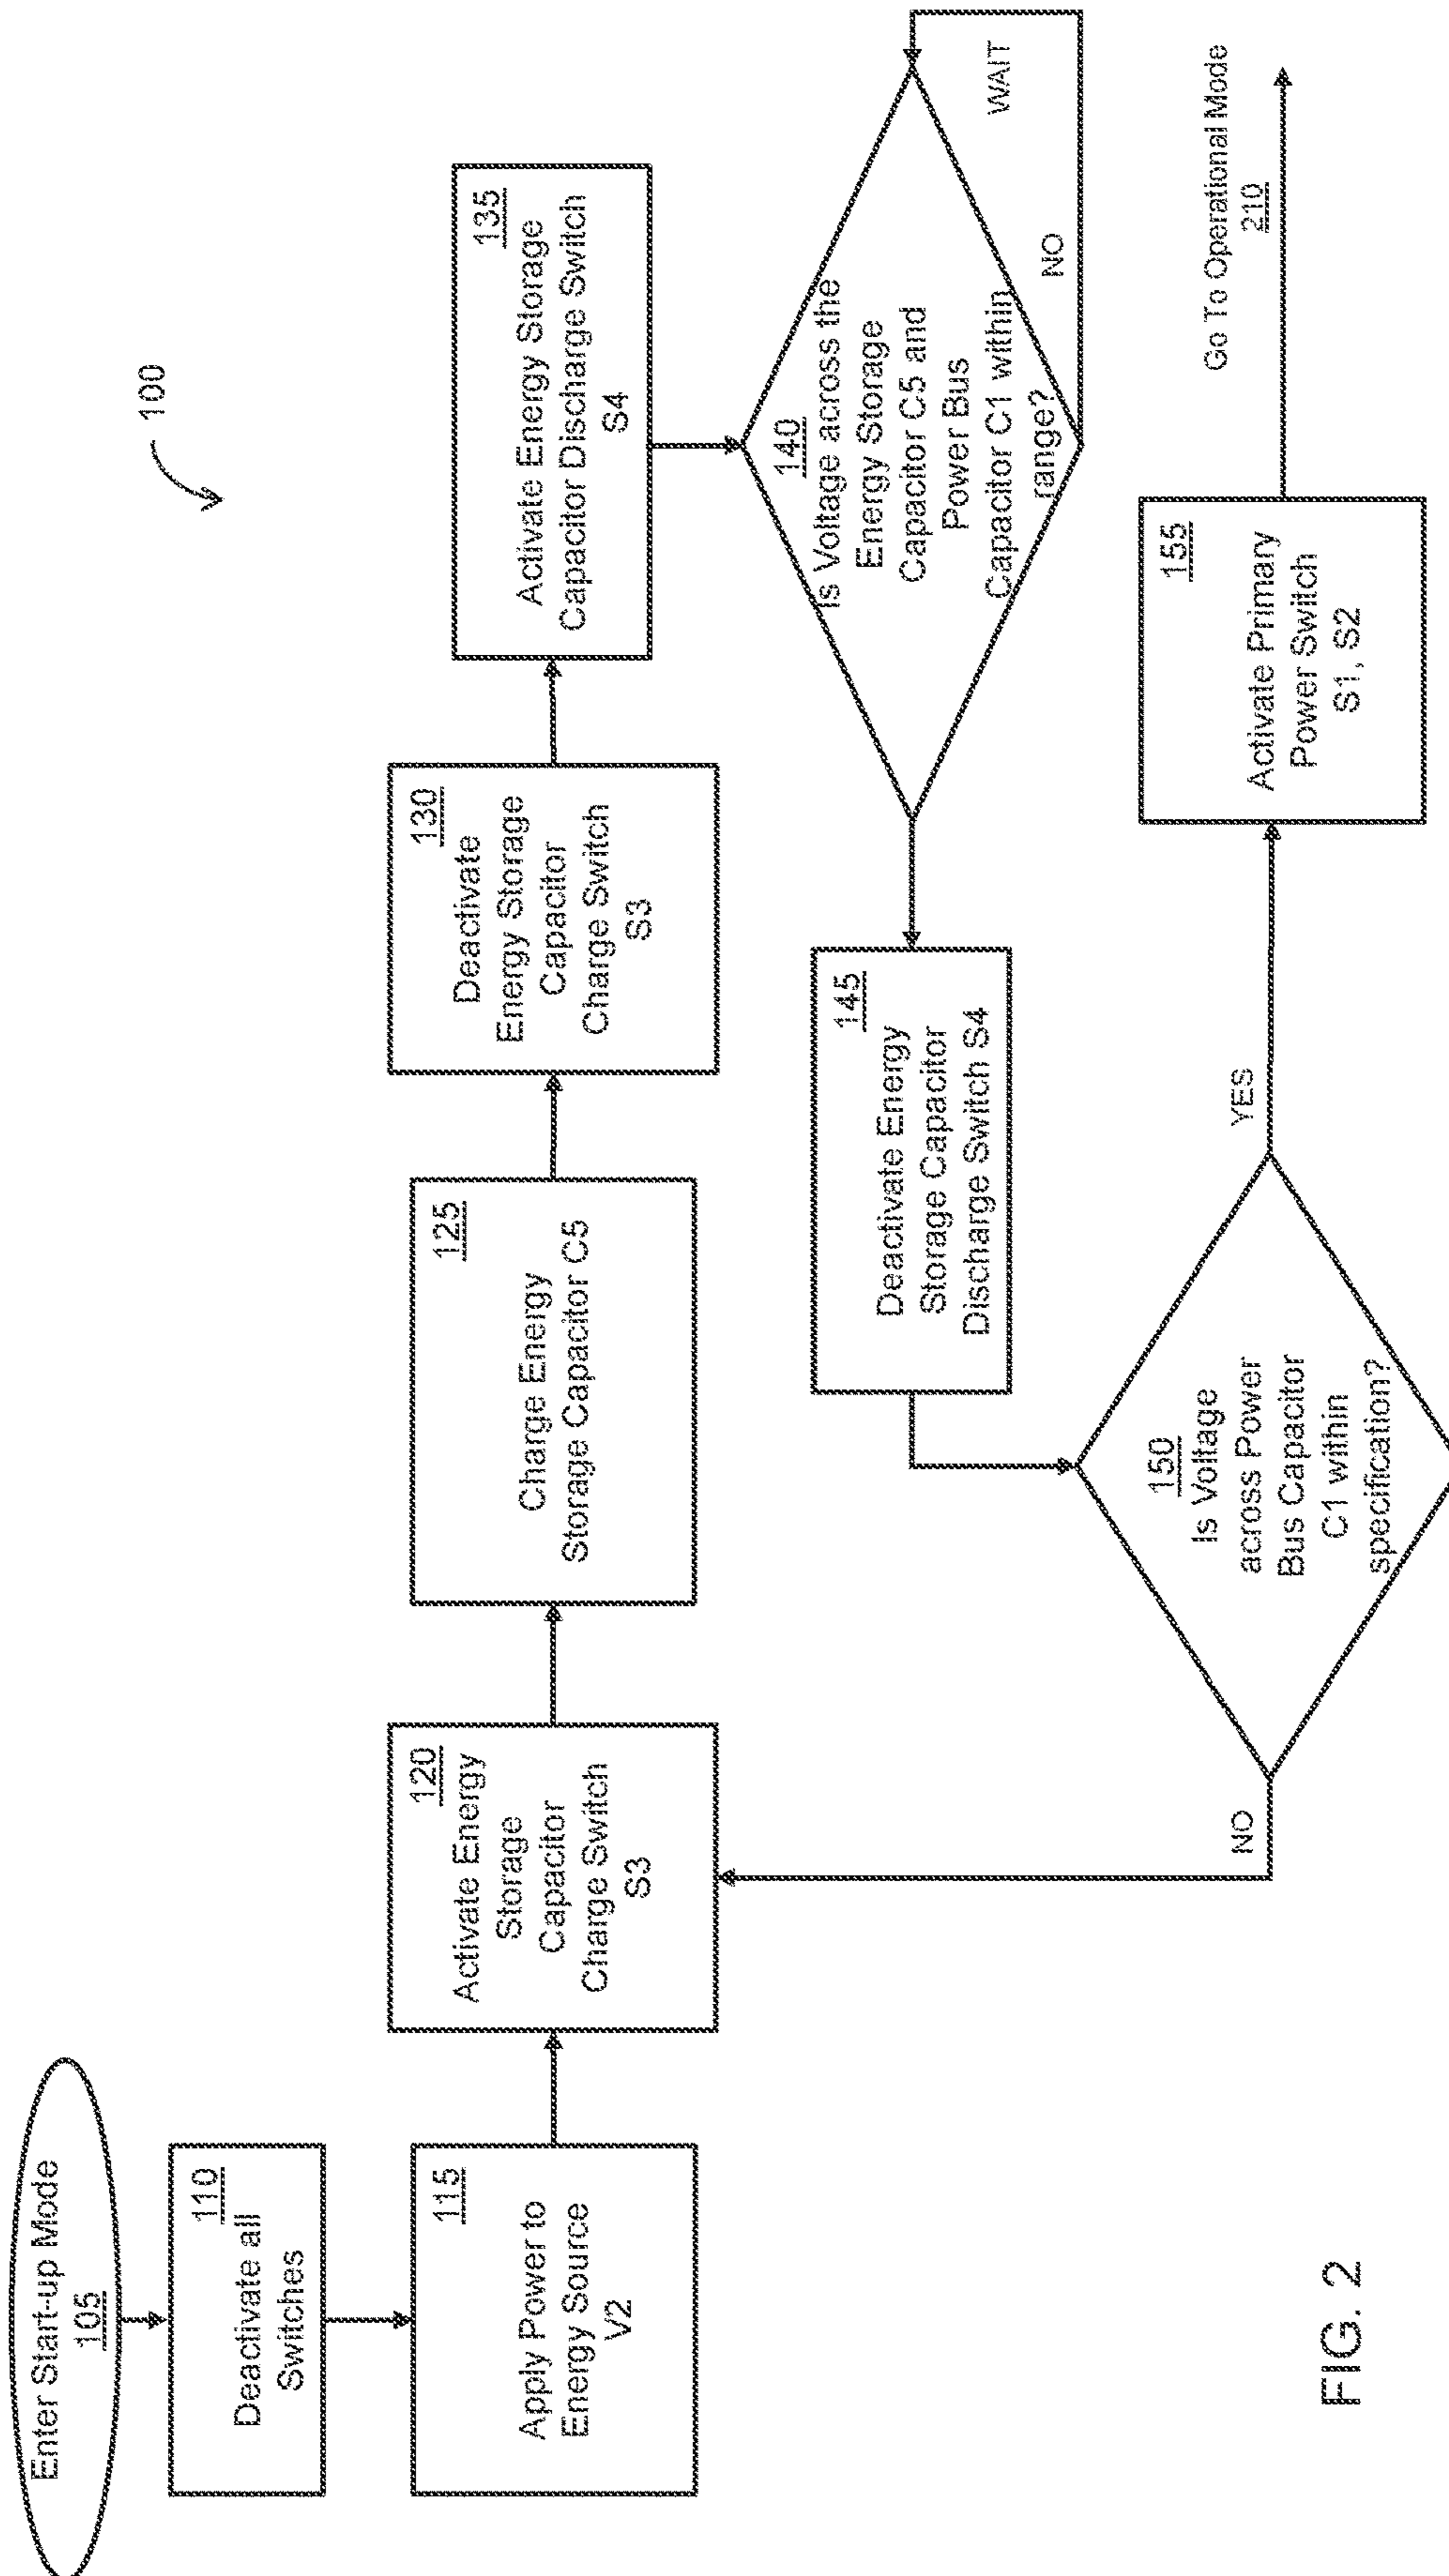 100
Enter Start-up Mode
105
110
Deactivate all
Switches
115
Apply Power to
Energy Source
V2
120
Activate Energy
Storage
Capacitor
Charge Switch
S3
125
Charge Energy
Storage Capacitor C5
130
Deactivate
Energy Storage
Capacitor
Charge Switch
S3
135
Activate Energy Storage
Capacitor Discharge Switch
S4
140
Is Voltage across the
Energy Storage
Capacitor C5 and
Power Bus
Capacitor C1 within
range?
NO
WAIT
145
Deactivate Energy
Storage Capacitor
Discharge Switch S4
150
Is Voltage
across Power
Bus Capacitor
C1 within
specification?
NO
YES
155
Activate Primary
Power Switch
S1, S2
Go To Operational Mode
210
FIG. 2